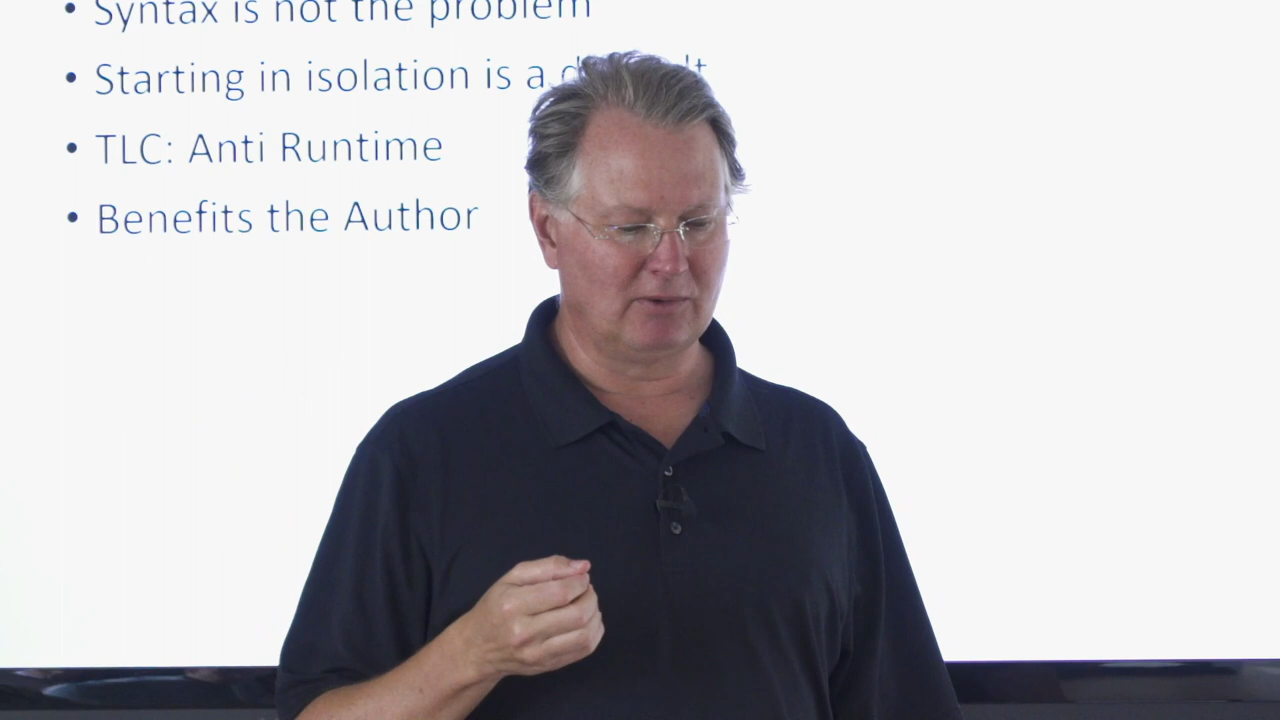 • Syntax is not the problem
• Starting in isolation is a
• TLC: Anti Runtime
• Benefits the Author